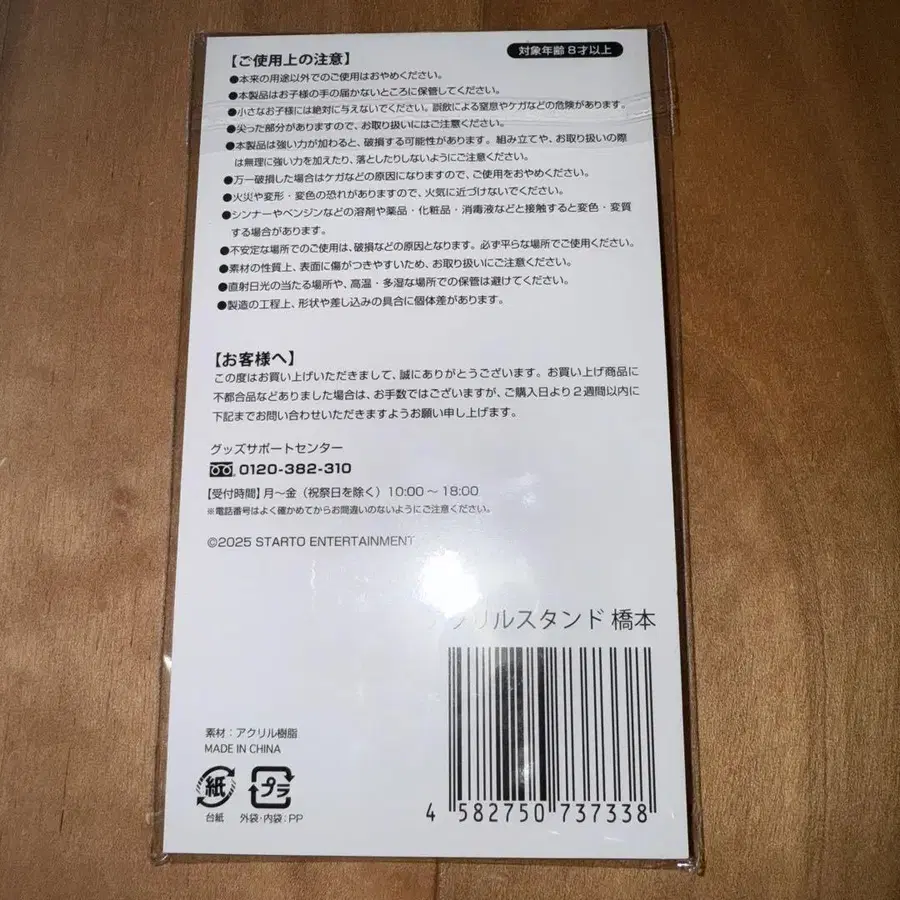 【ご使用上の注意】
対象年齢 8才以上
●本来の用途以外でのご使用はおやめください。
●本製品はお子様の手の届かないところに保管してください。
●小さなお子様には絶対に与えないでください。誤飲による窒息やケガなどの危険があります。
●尖った部分がありますので、お取り扱いにはご注意ください。
●本製品は強い力が加わると、破損する可能性があります。組み立てや、お取り扱いの際
は無理に強い力を加えたり、落としたりしないようにご注意ください。
●万一破損した場合はケガなどの原因になりますので、ご使用をおやめください。
●火災や変形・変色の恐れがありますので、火気に近づけないでください。
●シンナーやベンジンなどの溶剤や薬品・化粧品・消毒液などと接触すると変色・変質
する場合があります。
●不安定な場所でのご使用は、破損などの原因となります。必ず平らな場所でご使用ください。
●素材の性質上、表面に傷がつきやすいため、お取り扱いにご注意ください。
●直射日光の当たる場所や、高温・多湿な場所での保管は避けてください。
●製造の工程上、形状や差し込みの具合に個体差があります。
【お客様へ】
この度はお買い上げいただきまして、誠にありがとうございます。お買い上げ商品に
不都合品などありました場合は、お手数ではございますが、ご購入日より2週間以内に
下記までお問い合わせいただきますようお願い申し上げます。
グッズサポートセンター
0120-382-310
【受付時間】月〜金（祝祭日を除く）10:00〜18:00
※電話番号はよく確かめてからお間違いのないようにご注意ください。
©2025 STARTO ENTERTAINMENT
アクリルスタンド 橋本
素材：アクリル樹脂
MADE IN CHINA
紙
プラ
台紙
外袋・内袋：PP
4 582750 737338